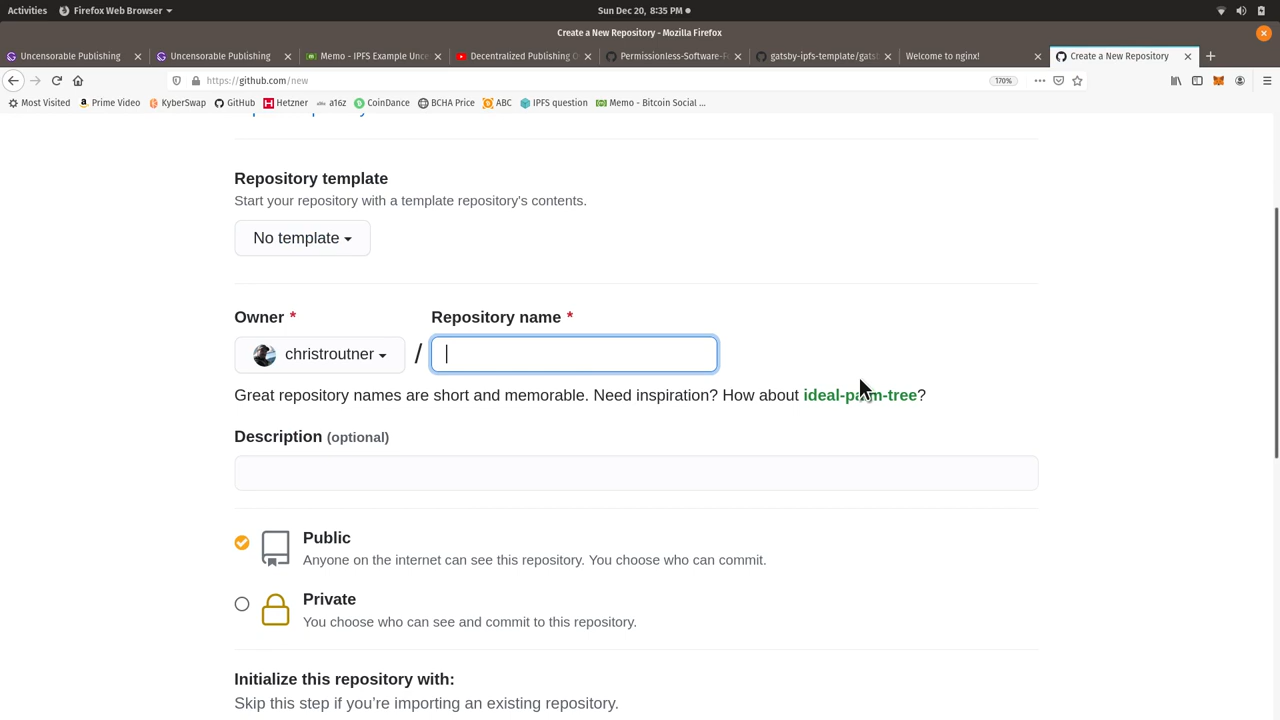 Activities Firefox Web Browser Sun Dec 20, 8:35 PM
Create a New Repository - Mozilla Firefox
Uncensorable Publishing Uncensorable Publishing Memo - IPFS Example Unce Decentralized Publishing Permissionless-Software-F gatsby-ipfs-template/gats Welcome to nginx! Create a New Repository
https://github.com/new 170%
Most Visited Prime Video KyberSwap GitHub Hetzner a16z CoinDance BCHA Price ABC IPFS question Memo - Bitcoin Social ...
Repository template
Start your repository with a template repository's contents.
No template
Owner * Repository name *
christroutner /
Great repository names are short and memorable. Need inspiration? How about ideal-palm-tree?
Description (optional)
Public
Anyone on the internet can see this repository. You choose who can commit.
Private
You choose who can see and commit to this repository.
Initialize this repository with:
Skip this step if you're importing an existing repository.